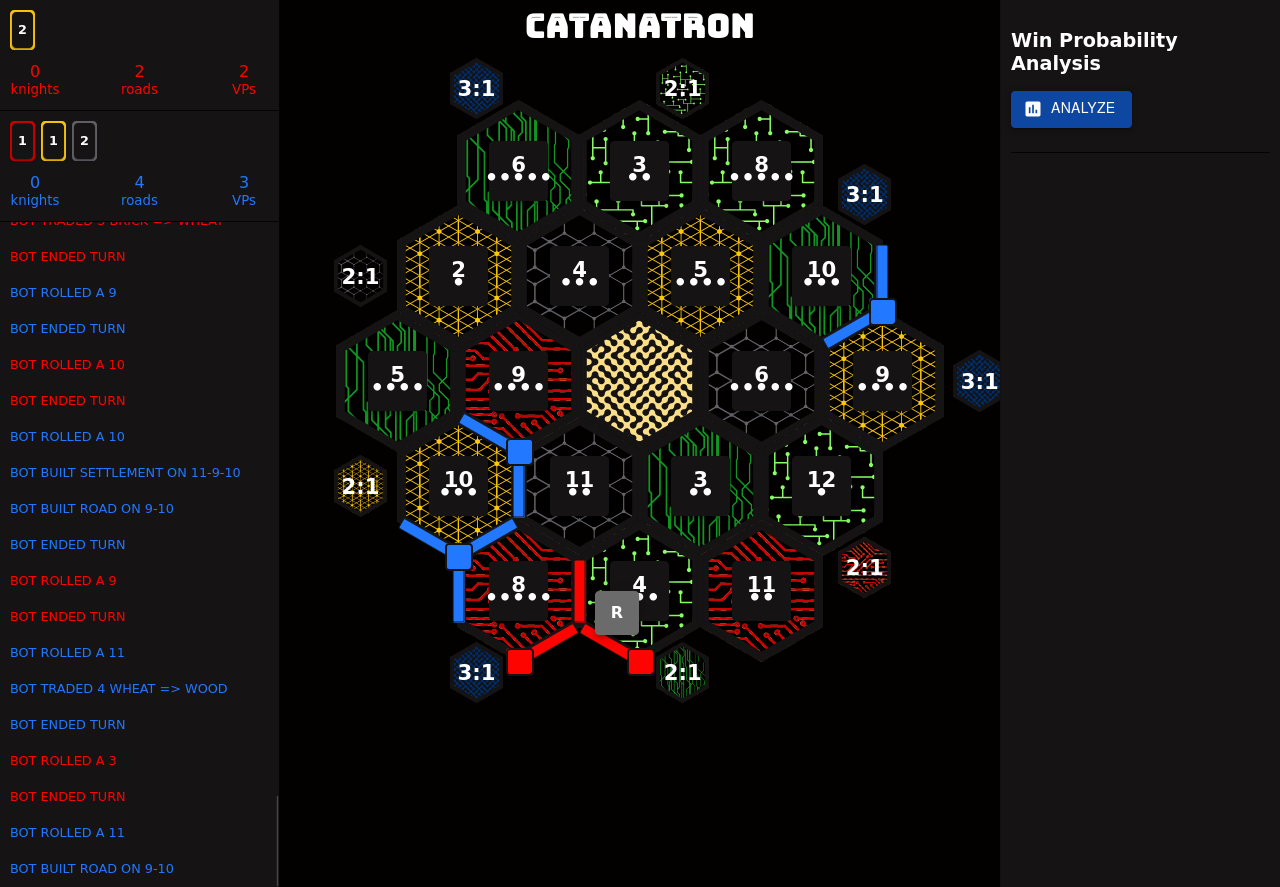 CATANATRON
2
0 2 2
knights roads VPs
1 1 2
0 4 3
knights roads VPs
BOT TRADED 3 BRICK => WHEAT
BOT ENDED TURN
BOT ROLLED A 9
BOT ENDED TURN
BOT ROLLED A 10
BOT ENDED TURN
BOT ROLLED A 10
BOT BUILT SETTLEMENT ON 11-9-10
BOT BUILT ROAD ON 9-10
BOT ENDED TURN
BOT ROLLED A 9
BOT ENDED TURN
BOT ROLLED A 11
BOT TRADED 4 WHEAT => WOOD
BOT ENDED TURN
BOT ROLLED A 3
BOT ENDED TURN
BOT ROLLED A 11
BOT BUILT ROAD ON 9-10
3:1 2:1
6 3 8
3:1
2:1 2 4 5 10
5 9 6 9 3:1
2:1 10 11 3 12
2:1
8 4 11
R
3:1 2:1
Win Probability
Analysis
ANALYZE